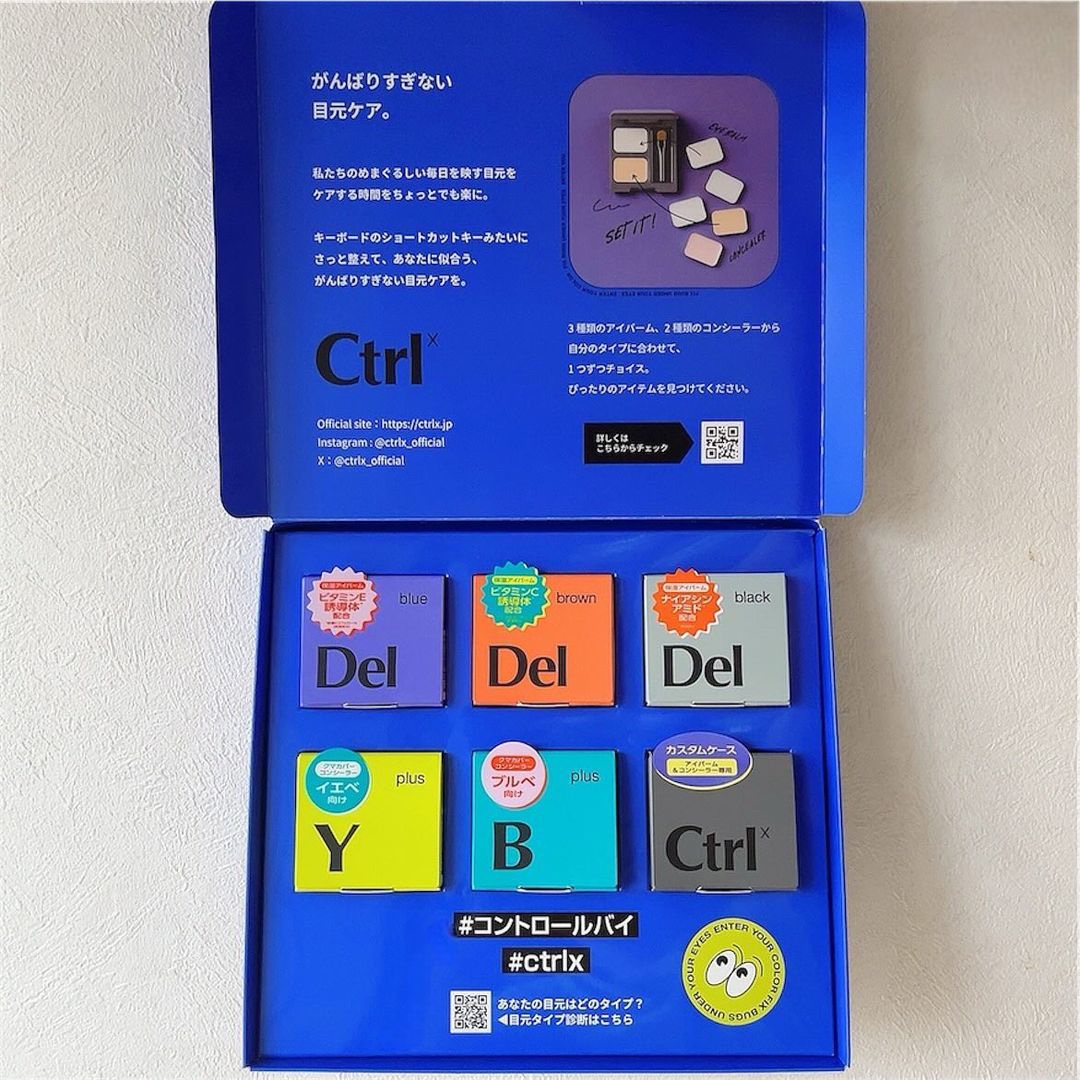 がんばりすぎない
目元ケア。
私たちのめまぐるしい毎日を映す目元を
ケアする時間をちょっとでも楽に。
キーボードのショートカットキーみたいに
さっと整えて、あなたに似合う、
がんばりすぎない目元ケアを。
Ctrl X
Official site：https://ctrlx.jp
Instagram：@ctrlx_official
X：@ctrlx_official
EYEBALM
SET IT!
CONCEALER
3種類のアイバーム、2種類のコンシーラーから
自分のタイプに合わせて、
1つずつチョイス。
ぴったりのアイテムを見つけてください。
詳しくは
こちらからチェック
保湿アイバーム
ビタミンE
誘導体
配合
blue
Del
保湿アイバーム
ビタミンC
誘導体
配合
brown
Del
保湿アイバーム
ナイアシン
アミド
配合
black
Del
クマカバー
コンシーラー
イエベ
向け
plus
Y
クマカバー
コンシーラー
ブルベ
向け
plus
B
カスタムケース
アイバーム
&コンシーラー専用
Ctrl X
#コントロールバイ
#ctrlx
あなたの目元はどのタイプ？
◀目元タイプ診断はこちら
ENTER YOUR COLOR FIX BUGS UNDER YOUR EYES